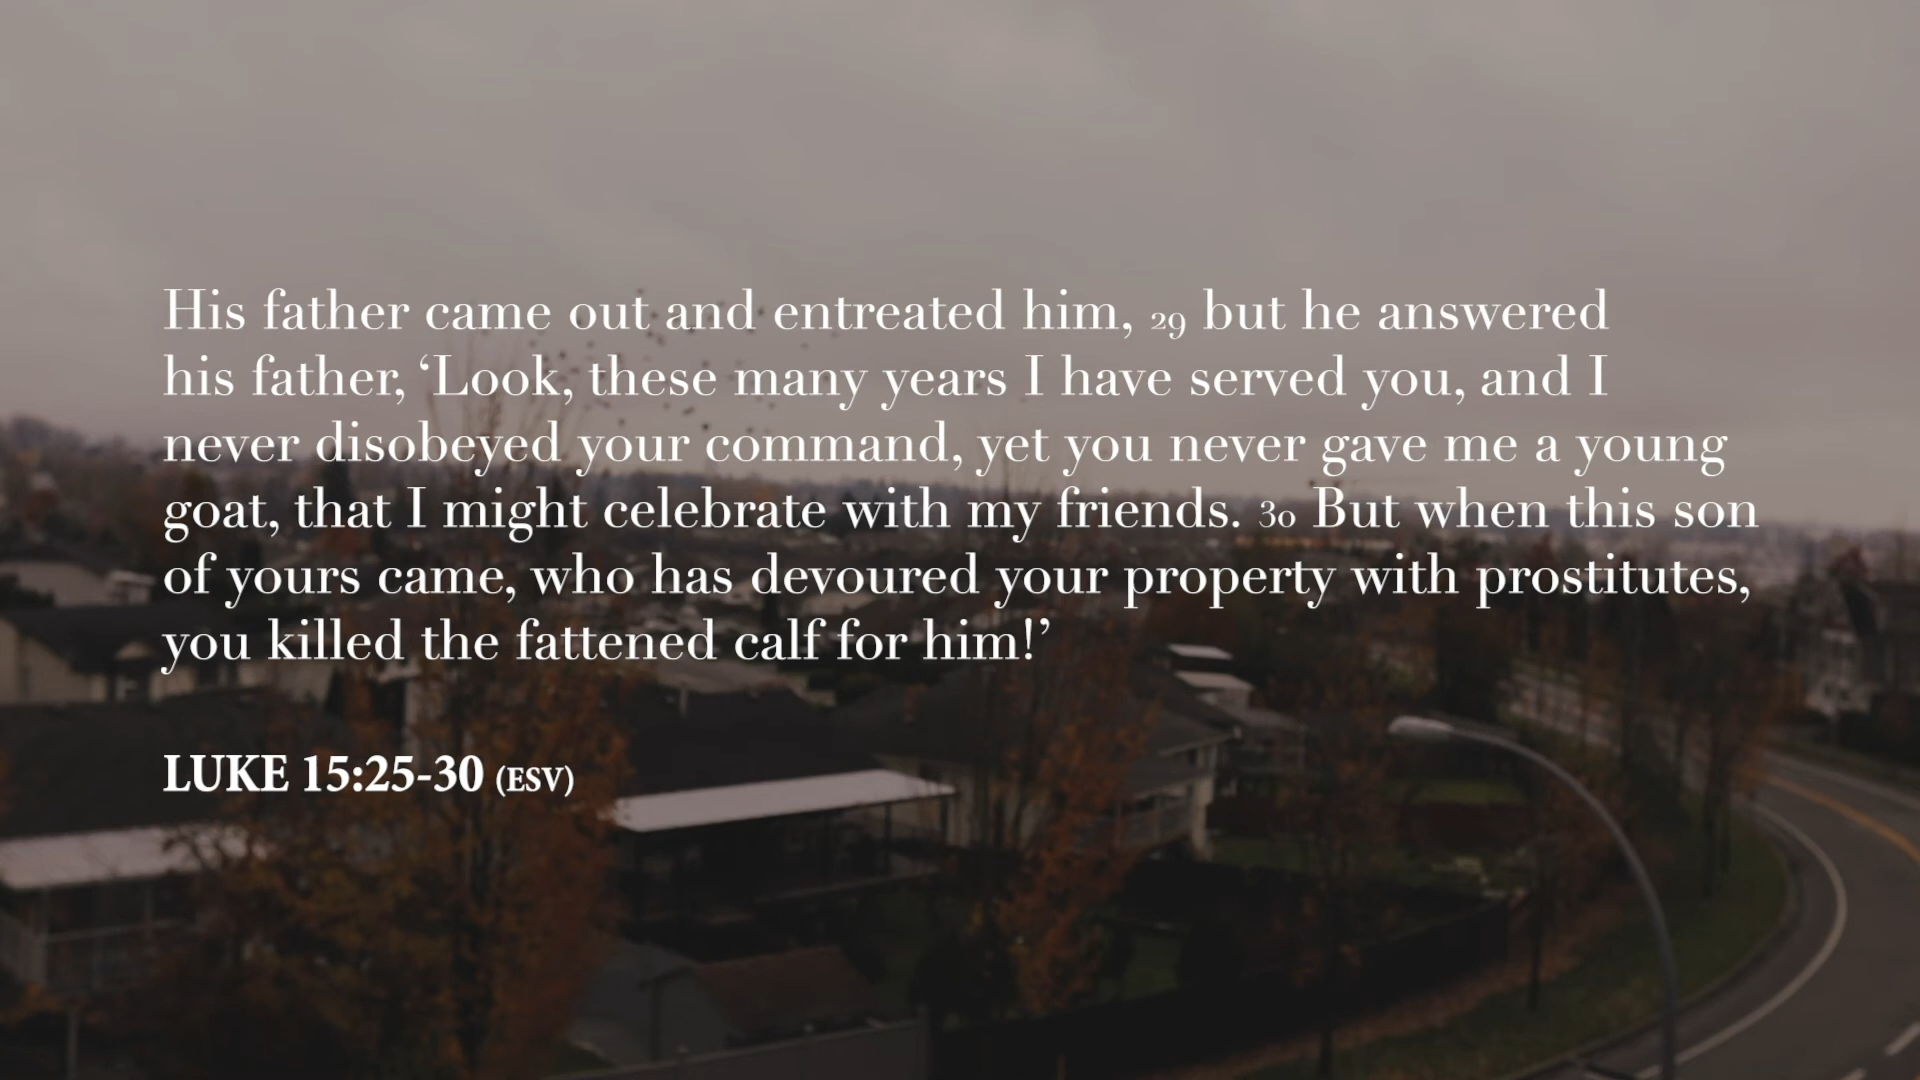 His father came out and entreated him, 29 but he answered
his father, ‘Look, these many years I have served you, and I
never disobeyed your command, yet you never gave me a young
goat, that I might celebrate with my friends. 30 But when this son
of yours came, who has devoured your property with prostitutes,
you killed the fattened calf for him!’
LUKE 15:25-30 (ESV)